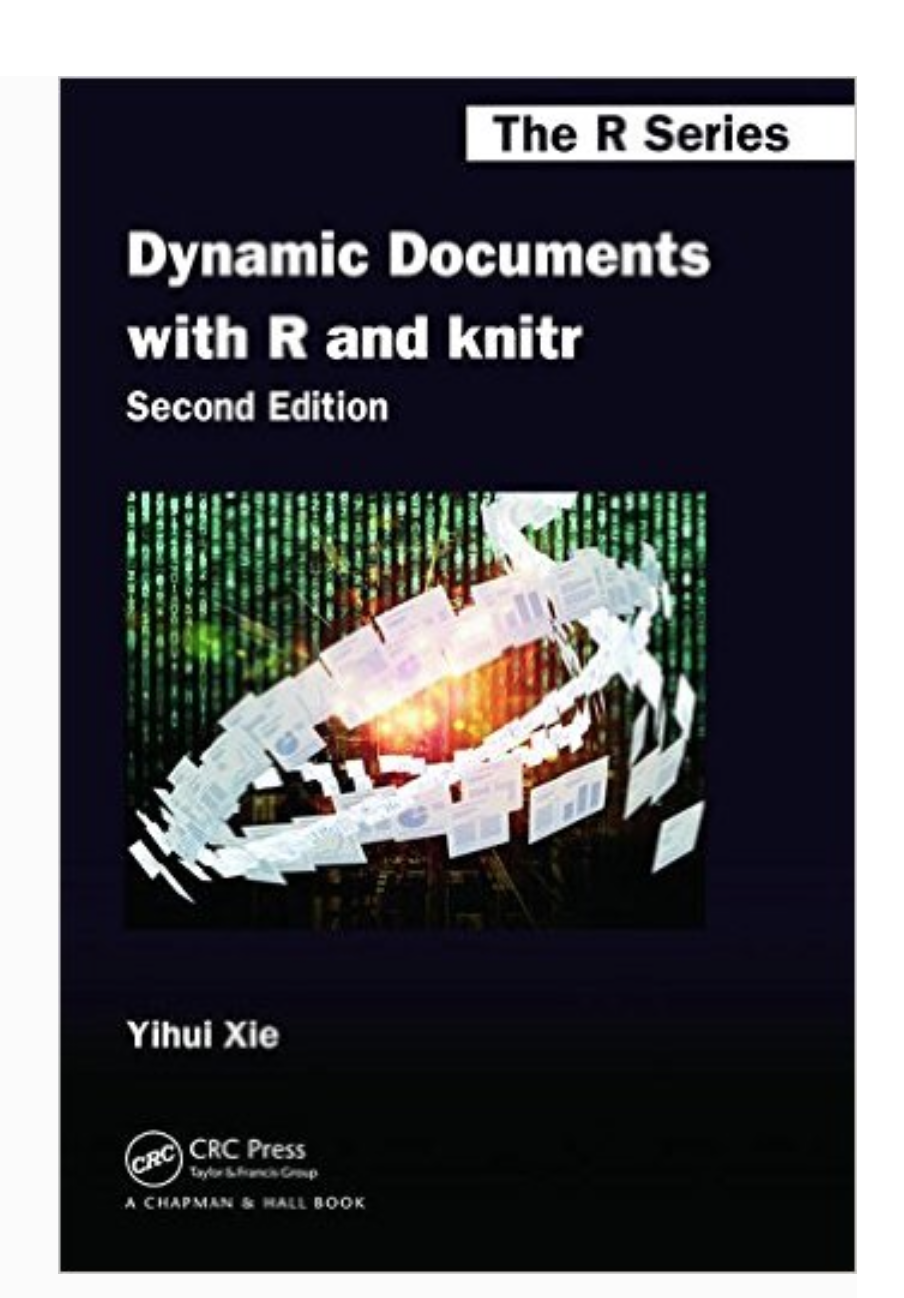 The R Series
Dynamic Documents
with R and knitr
Second Edition
Yihui Xie
CRC
CRC Press
Taylor & Francis Group
A CHAPMAN & HALL BOOK